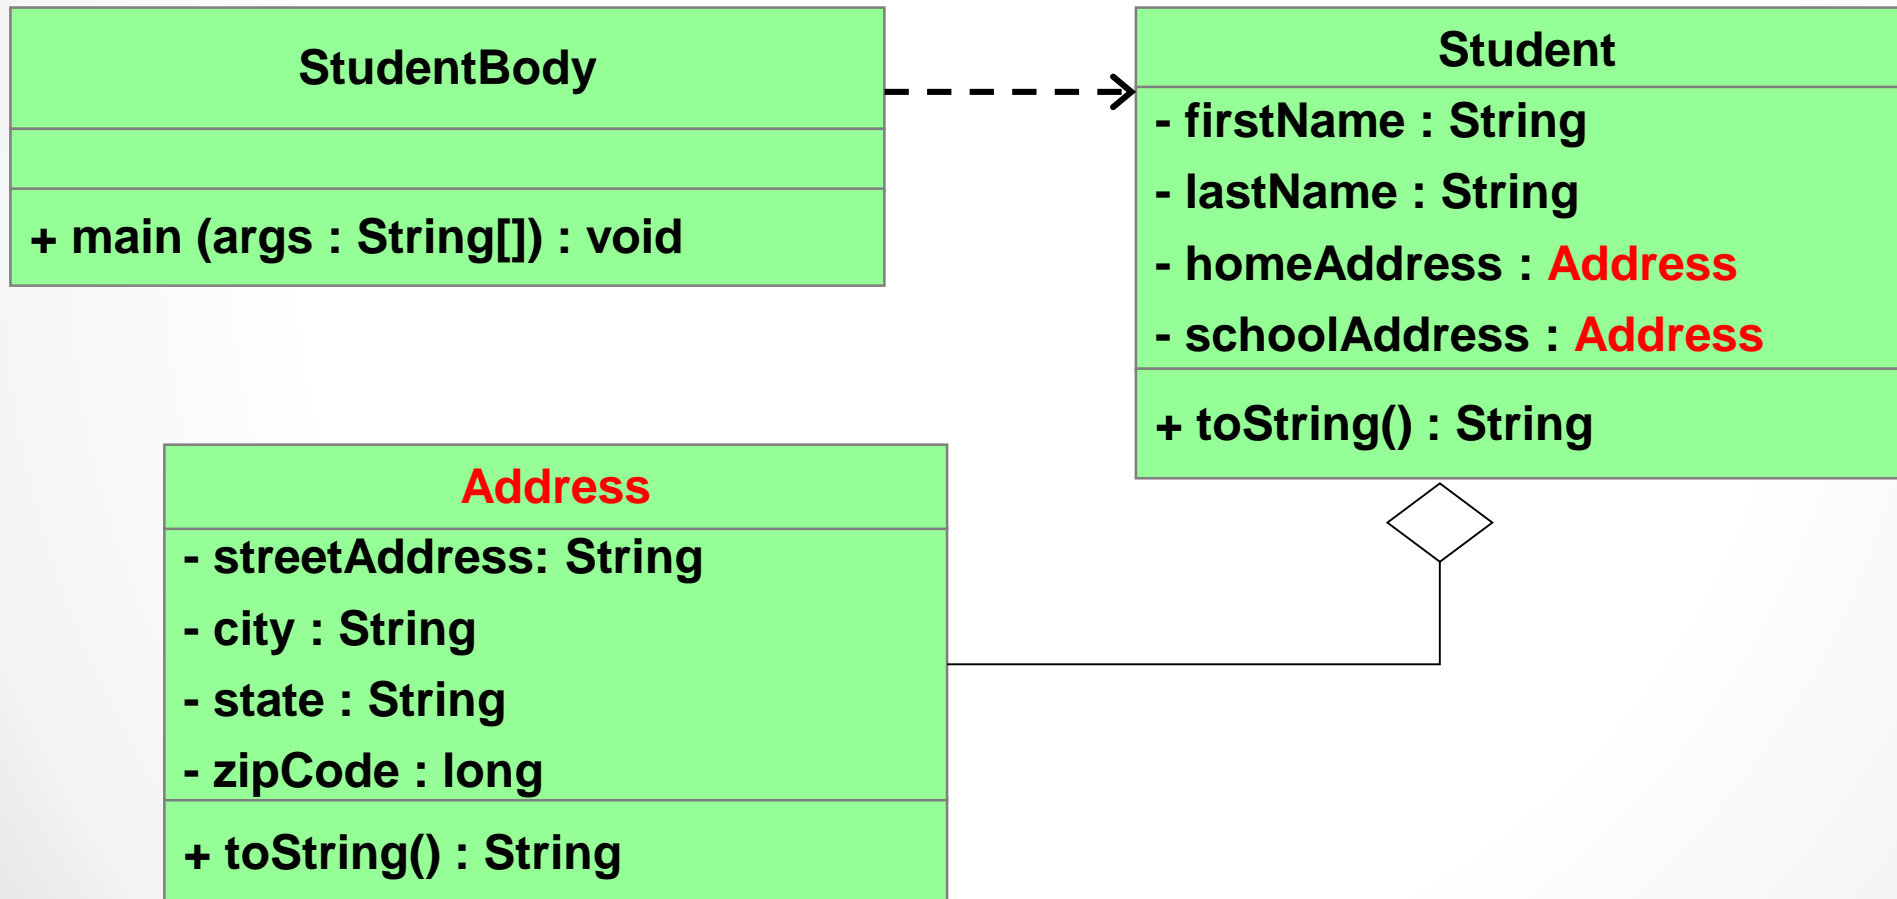 StudentBody
+ main (args : String[]) : void
Student
- firstName : String
- lastName : String
- homeAddress : Address
- schoolAddress : Address
+ toString() : String
Address
- streetAddress: String
- city : String
- state : String
- zipCode : long
+ toString() : String